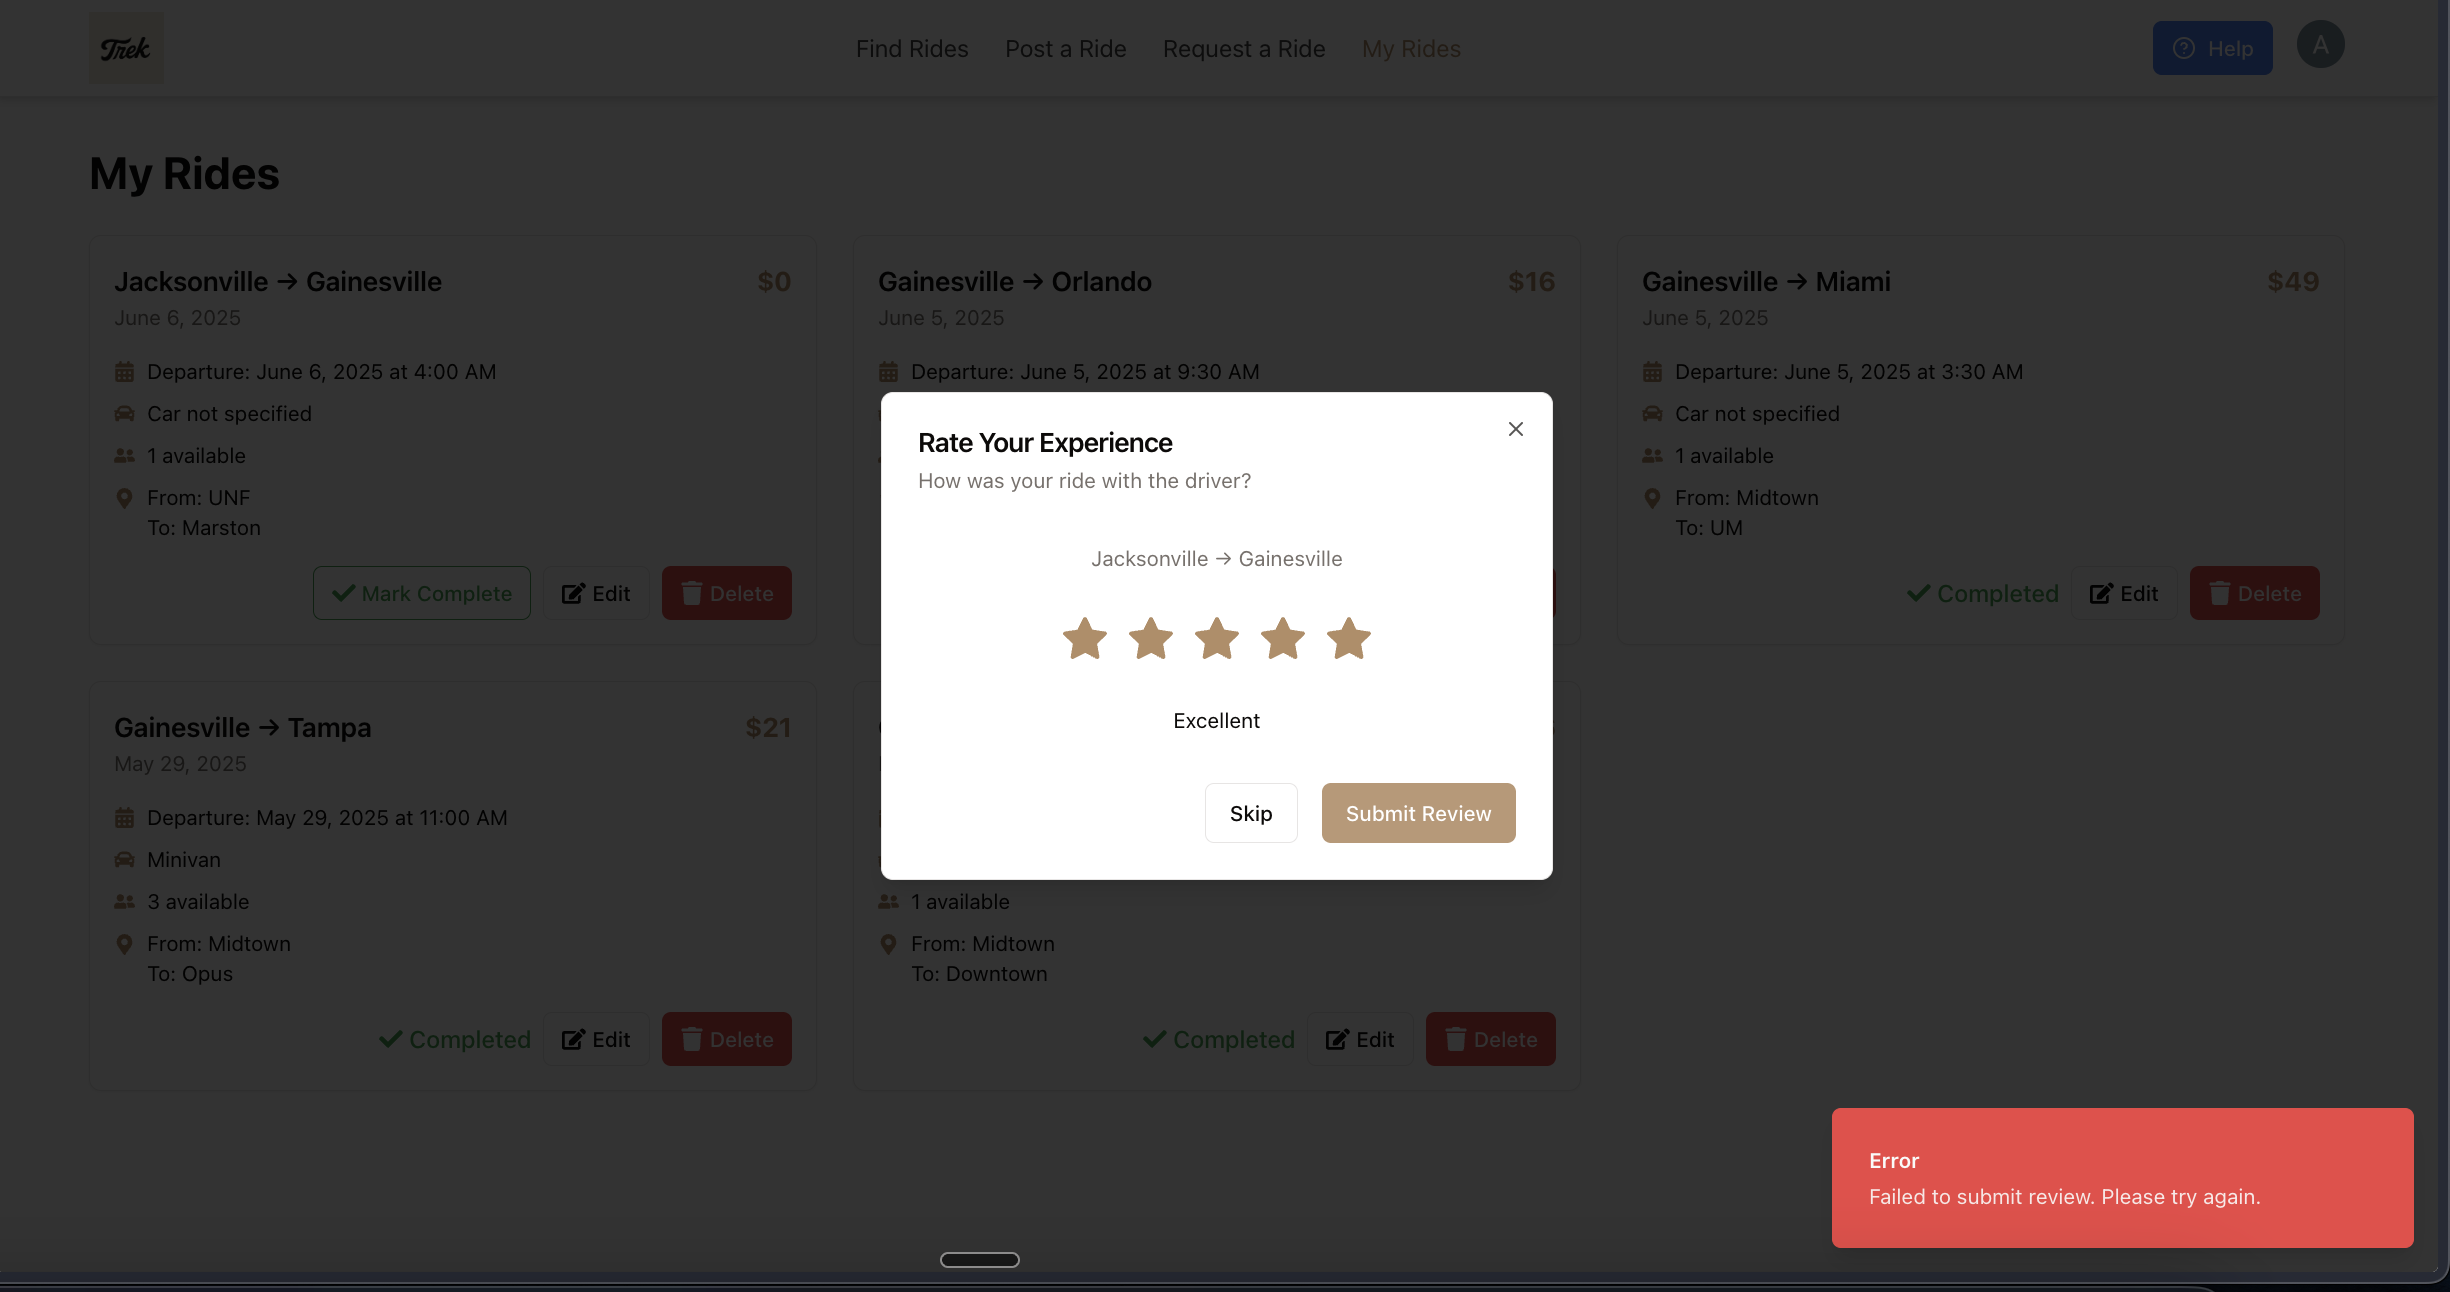 Trek
Find Rides
Post a Ride
Request a Ride
My Rides
Help
A
My Rides
Jacksonville → Gainesville
$0
June 6, 2025
Departure: June 6, 2025 at 4:00 AM
Car not specified
1 available
From: UNF
To: Marston
Mark Complete
Edit
Delete
Gainesville → Orlando
$16
June 5, 2025
Departure: June 5, 2025 at 9:30 AM
Gainesville → Miami
$49
June 5, 2025
Departure: June 5, 2025 at 3:30 AM
Car not specified
1 available
From: Midtown
To: UM
Completed
Edit
Delete
Rate Your Experience
How was your ride with the driver?
Jacksonville → Gainesville
Excellent
Skip
Submit Review
Gainesville → Tampa
$21
May 29, 2025
Departure: May 29, 2025 at 11:00 AM
Minivan
3 available
From: Midtown
To: Opus
Completed
Edit
Delete
1 available
From: Midtown
To: Downtown
Completed
Edit
Delete
Error
Failed to submit review. Please try again.